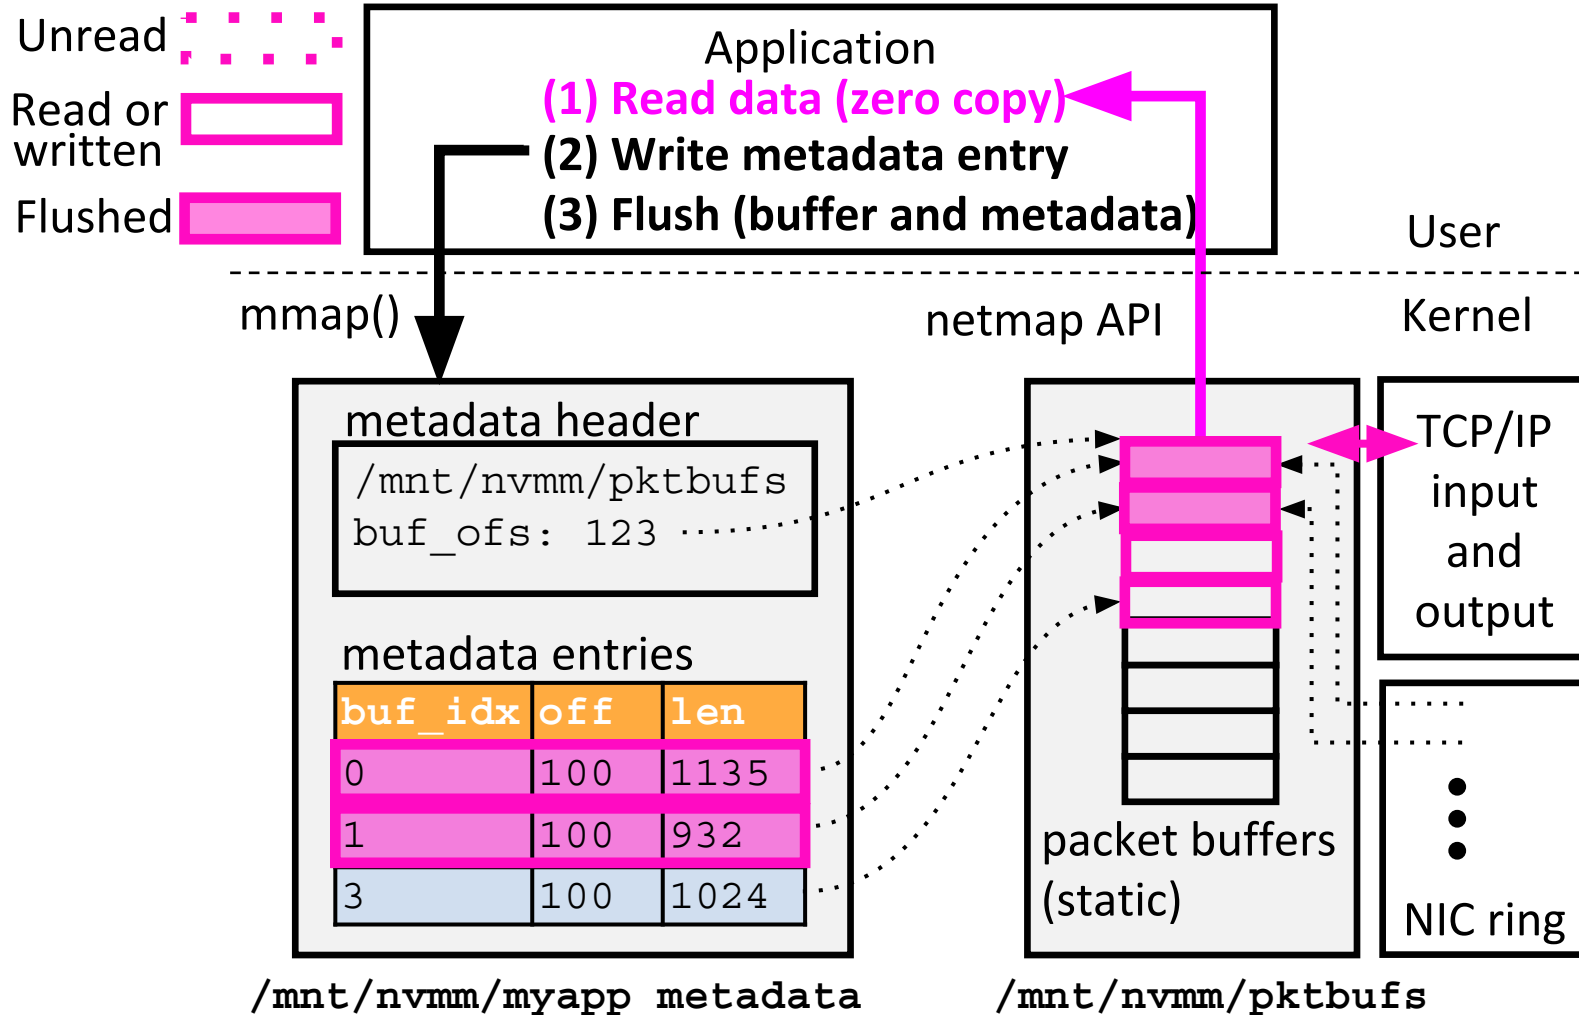 Unread
Read or
written
Flushed
Application
(1) Read data (zero copy)
(2) Write metadata entry
(3) Flush (buffer and metadata)
User
mmap()
netmap API
Kernel
metadata header
/mnt/nvmm/pktbufs
buf_ofs: 123
metadata entries
buf_idx off len
0 100 1135
1 100 932
3 100 1024
packet buffers
(static)
TCP/IP
input
and
output
NIC ring
/mnt/nvmm/myapp metadata
/mnt/nvmm/pktbufs